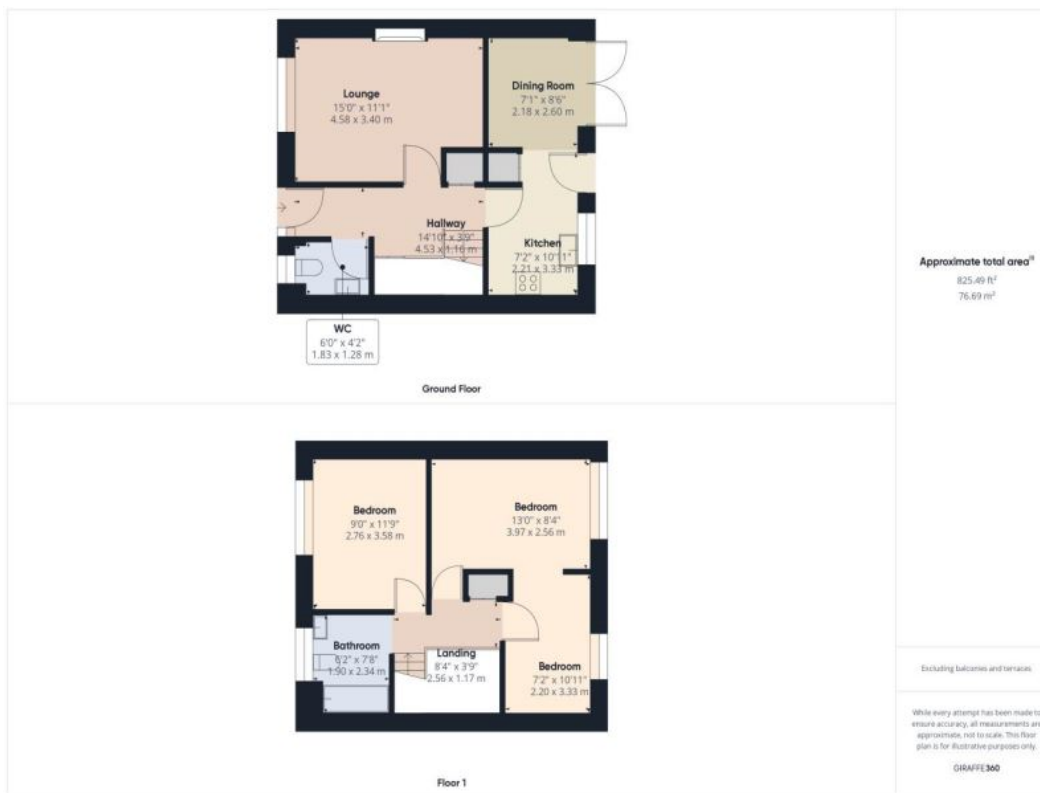 Lounge
15'0" x 11'1"
4.58 x 3.40 m
Dining Room
7'1" x 8'6"
2.18 x 2.60 m
Hallway
14'10" x 3'9"
4.53 x 1.16 m
Kitchen
7'2" x 10'11"
2.21 x 3.33 m
WC
6'0" x 4'2"
1.83 x 1.28 m
Ground Floor
Approximate total area
825.49 ft²
76.69 m²
Bedroom
9'0" x 11'9"
2.76 x 3.58 m
Bedroom
13'0" x 8'4"
3.97 x 2.56 m
Bathroom
6'2" x 7'8"
1.90 x 2.34 m
Landing
8'4" x 3'9"
2.56 x 1.17 m
Bedroom
7'2" x 10'11"
2.20 x 3.33 m
Floor 1
Excluding balconies and terraces
While every attempt has been made to
ensure accuracy, all measurements are
approximate, not to scale. This floor
plan is for illustrative purposes only.
GIRAFFE360